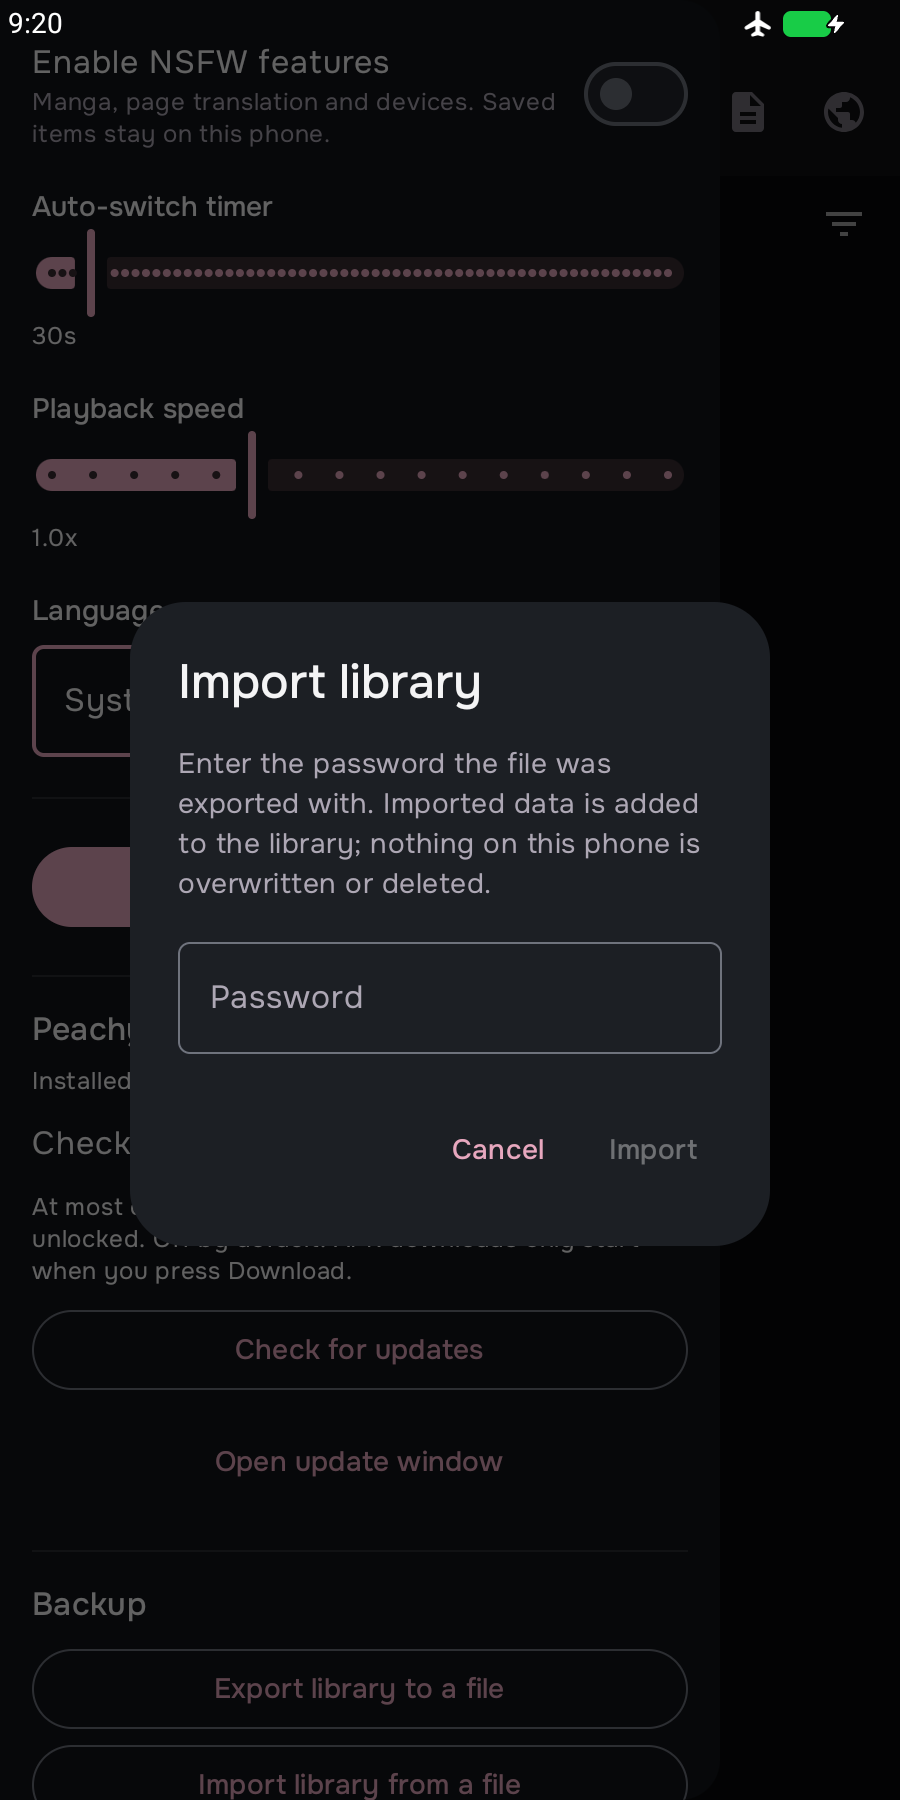 9:20
Enable NSFW features
Manga, page translation and devices. Saved
items stay on this phone.
Auto-switch timer
30s
Playback speed
1.0x
Language
Import library
Enter the password the file was
exported with. Imported data is added
to the library; nothing on this phone is
overwritten or deleted.
Password
Cancel
Import
Installed
Check
At most
unlocked.
when you press Download.
Check for updates
Open update window
Backup
Export library to a file
Import library from a file